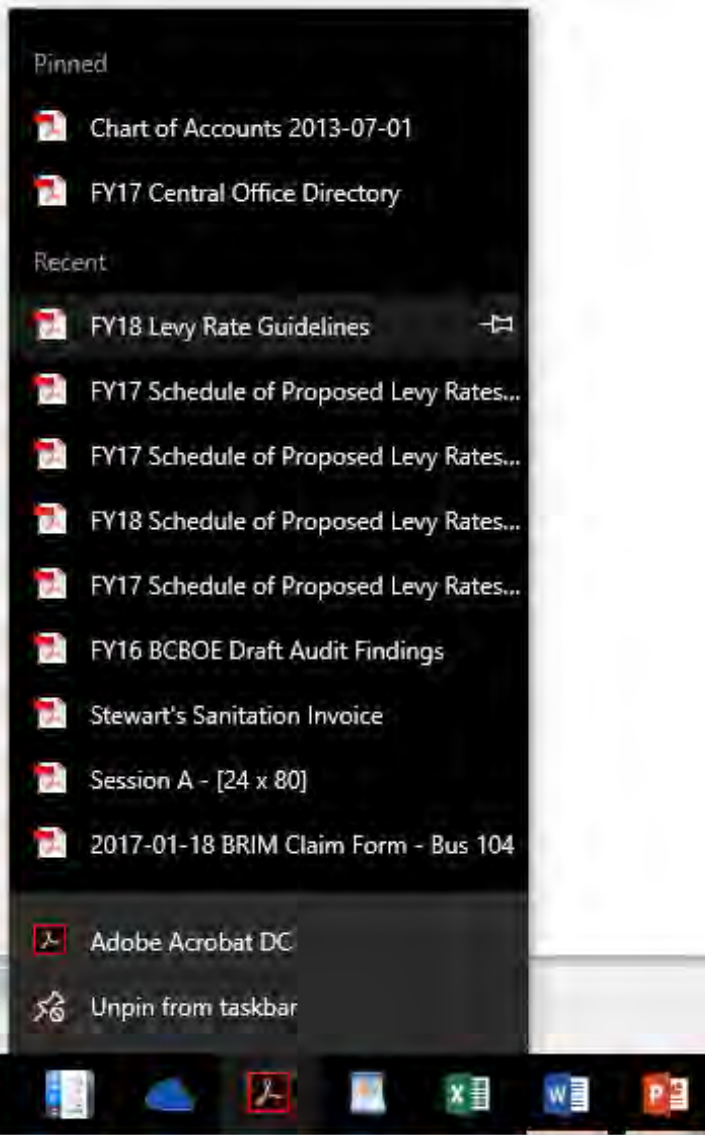 Pinned
Chart of Accounts 2013-07-01
FY17 Central Office Directory
Recent
FY18 Levy Rate Guidelines
FY17 Schedule of Proposed Levy Rates...
FY17 Schedule of Proposed Levy Rates...
FY18 Schedule of Proposed Levy Rates...
FY17 Schedule of Proposed Levy Rates...
FY16 BCBOE Draft Audit Findings
Stewart's Sanitation Invoice
Session A - [24 x 80]
2017-01-18 BRIM Claim Form - Bus 104
Adobe Acrobat DC
Unpin from taskbar